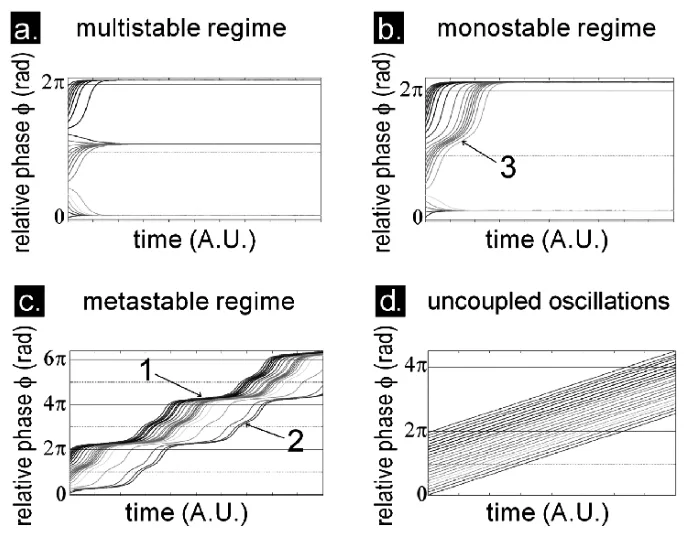 a. multistable regime
relative phase ϕ (rad)
2π
0
time (A.U.)
b. monostable regime
relative phase ϕ (rad)
2π
0
3
time (A.U.)
c. metastable regime
relative phase ϕ (rad)
6π
4π
2π
0
1
2
time (A.U.)
d. uncoupled oscillations
relative phase ϕ (rad)
4π
2π
0
time (A.U.)